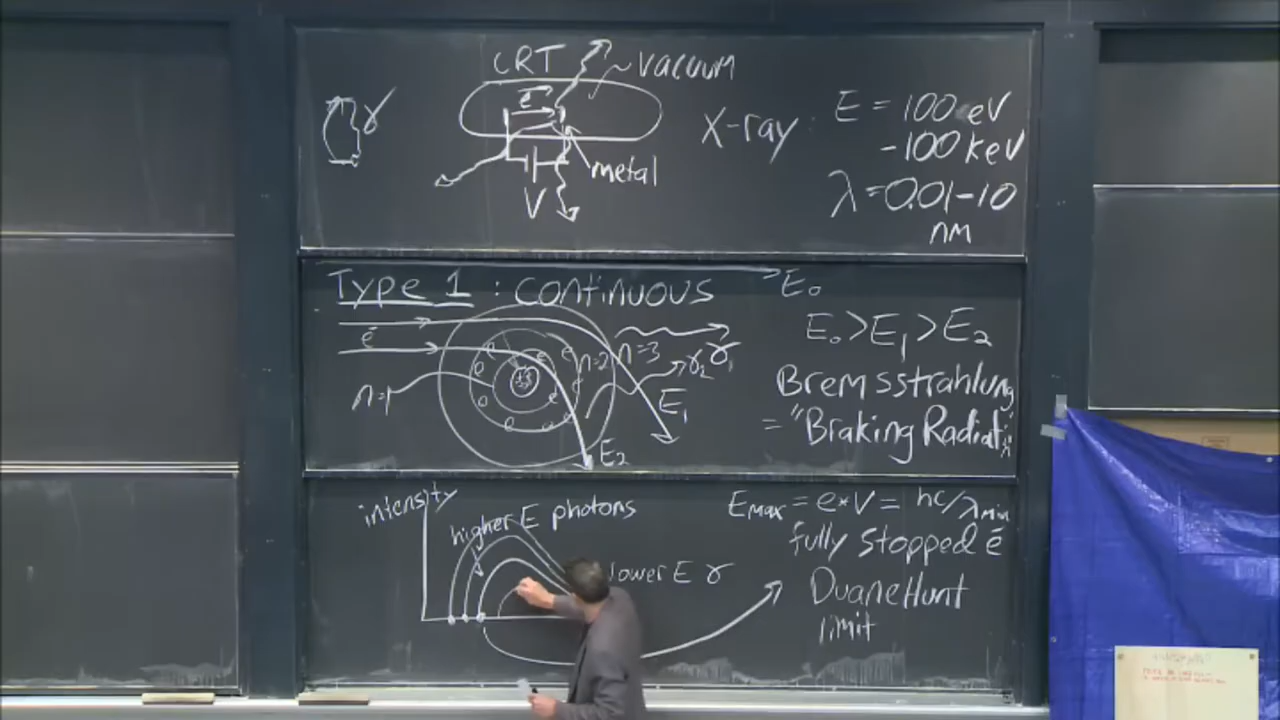 CRT
vacuum
γ
e⁻
metal
V
X-ray: E = 100 eV
-100 keV
λ = 0.01-10
nm
Type 1: continuous
E₀
e⁻
n=1
n=2
n=3
γ₂
γ₁
E₁
E₂
E₀ > E₁ > E₂
Bremsstrahlung
= "Braking Radiat
intensity
higher E photons
lower E γ
Emax = e*V = hc/λmin
fully stopped e⁻
Duane Hunt
limit